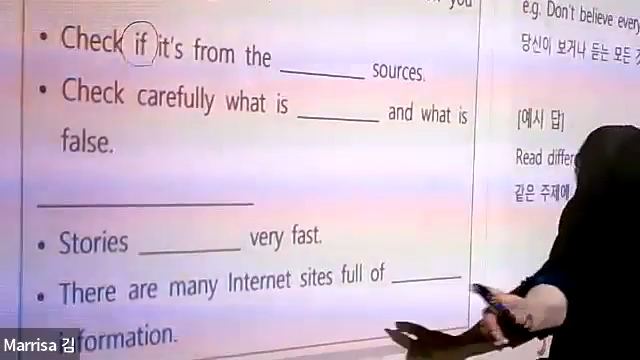 you
• Check if it's from the ________ sources.
• Check carefully what is ________ and what is
false.
• Stories ________ very fast.
• There are many Internet sites full of ________
information.
e.g. Don't believe every
당신이 보거나 듣는 모든
[예시 답]
Read differ
같은 주제에
Marrisa 김